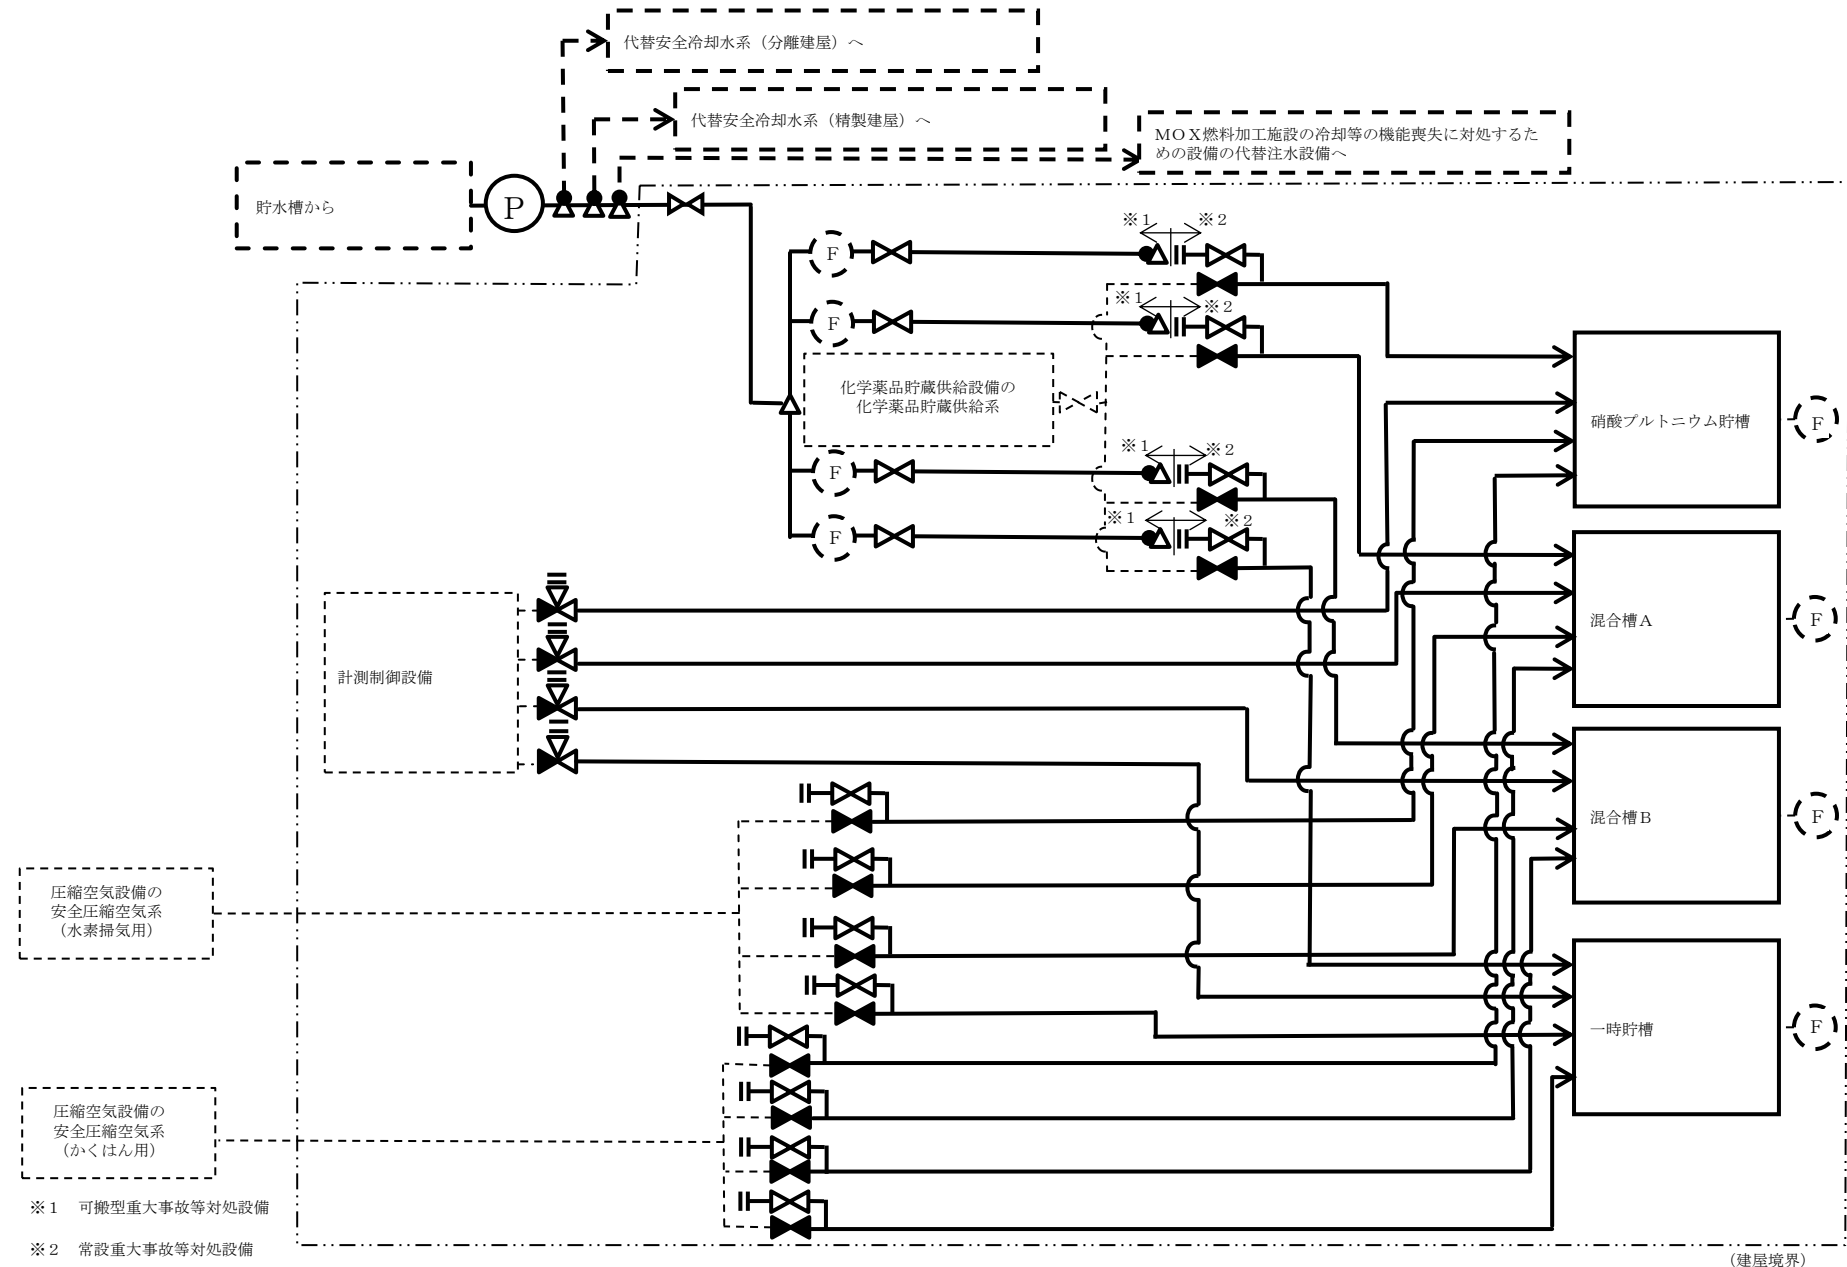 代替安全冷却水系（分離建屋）へ
代替安全冷却水系（精製建屋）へ
ＭＯＸ燃料加工施設の冷却等の機能喪失に対処するた
めの設備の代替注水設備へ
貯水槽から
Ｐ
※１
※２
Ｆ
※１
※２
Ｆ
化学薬品貯蔵供給設備の
化学薬品貯蔵供給系
硝酸プルトニウム貯槽
Ｆ
※１
※２
Ｆ
※１
※２
Ｆ
混合槽Ａ
Ｆ
計測制御設備
混合槽Ｂ
Ｆ
圧縮空気設備の
安全圧縮空気系
（水素掃気用）
一時貯槽
Ｆ
圧縮空気設備の
安全圧縮空気系
（かくはん用）
※１　可搬型重大事故等対処設備
※２　常設重大事故等対処設備
（建屋境界）